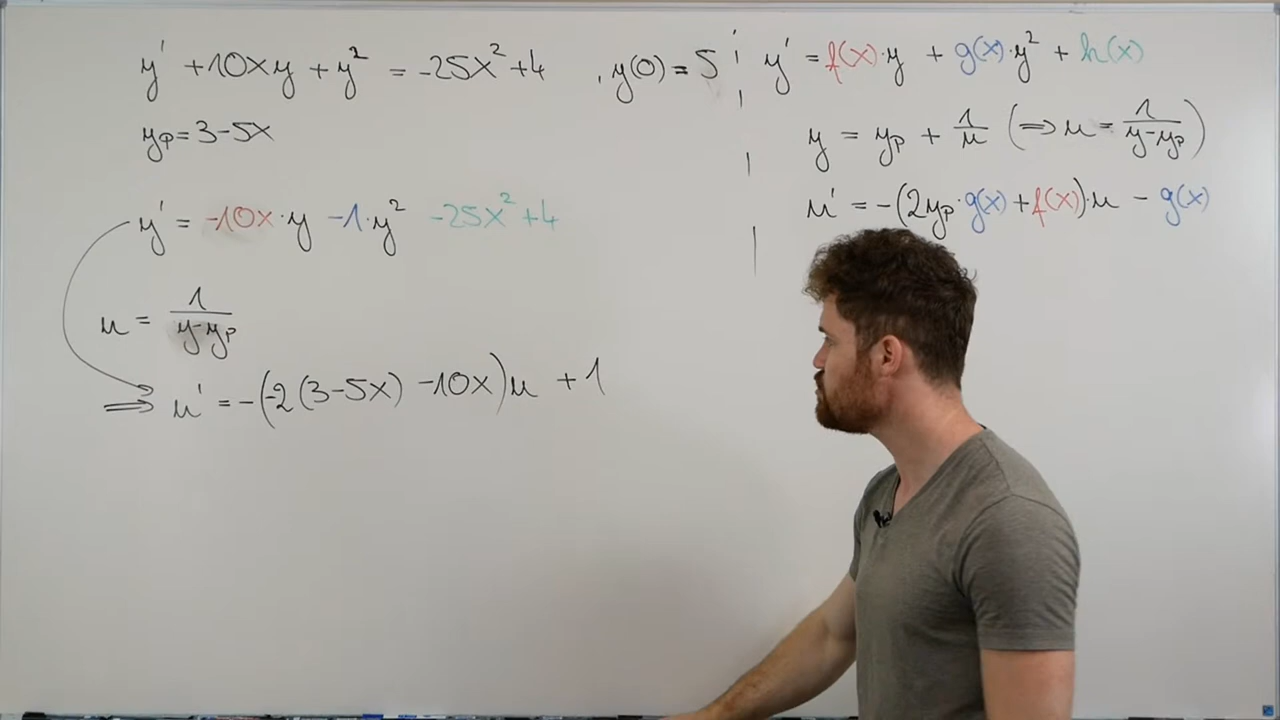 y' + 10xy + y² = -25x² + 4 , y(0) = 5
yp = 3-5x
y' = -10x·y -1·y² -25x² + 4
u = 1/(y-yp)
⇒ u' = -(-2(3-5x) -10x)u + 1
y' = f(x)·y + g(x)·y² + h(x)
y = yp + 1/u (⇒ u = 1/(y-yp))
u' = -(2yp·g(x) + f(x))·u - g(x)